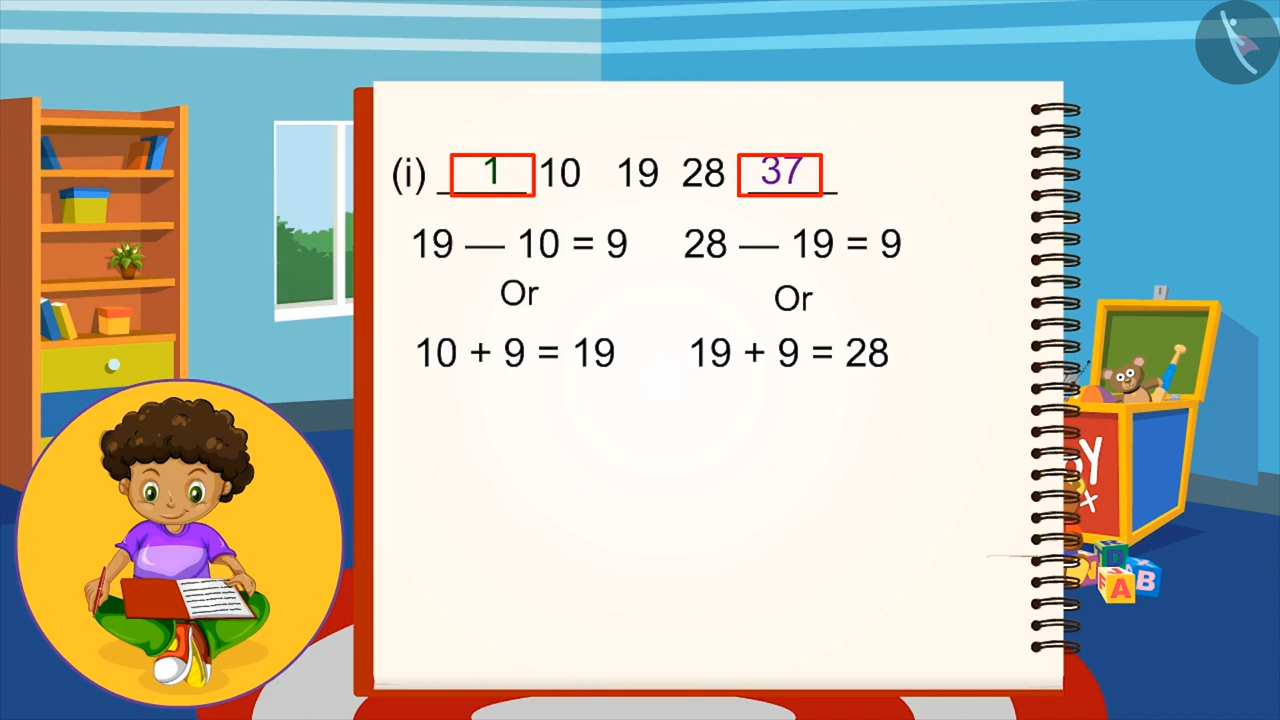 (i) 1 10 19 28 37
19 — 10 = 9 28 — 19 = 9
Or Or
10 + 9 = 19 19 + 9 = 28
A
B